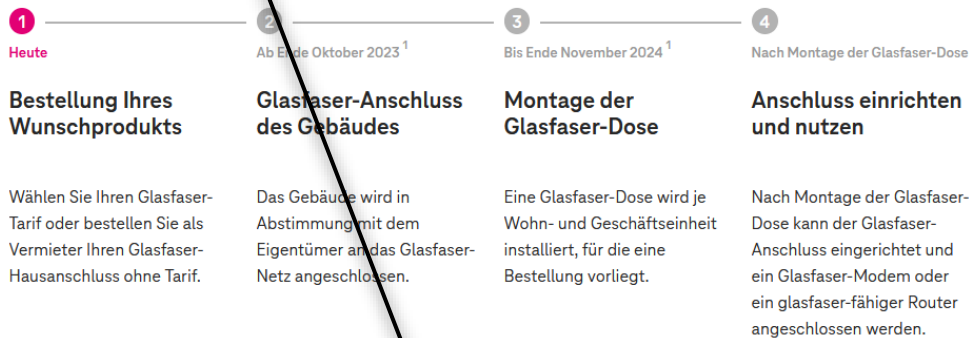 1
Heute
Bestellung Ihres
Wunschprodukts
Wählen Sie Ihren Glasfaser-
Tarif oder bestellen Sie als
Vermieter Ihren Glasfaser-
Hausanschluss ohne Tarif.
2
Ab Ende Oktober 2023 1
Glasfaser-Anschluss
des Gebäudes
Das Gebäude wird in
Abstimmung mit dem
Eigentümer an das Glasfaser-
Netz angeschlossen.
3
Bis Ende November 2024 1
Montage der
Glasfaser-Dose
Eine Glasfaser-Dose wird je
Wohn- und Geschäftseinheit
installiert, für die eine
Bestellung vorliegt.
4
Nach Montage der Glasfaser-Dose
Anschluss einrichten
und nutzen
Nach Montage der Glasfaser-
Dose kann der Glasfaser-
Anschluss eingerichtet und
ein Glasfaser-Modem oder
ein glasfaser-fähiger Router
angeschlossen werden.